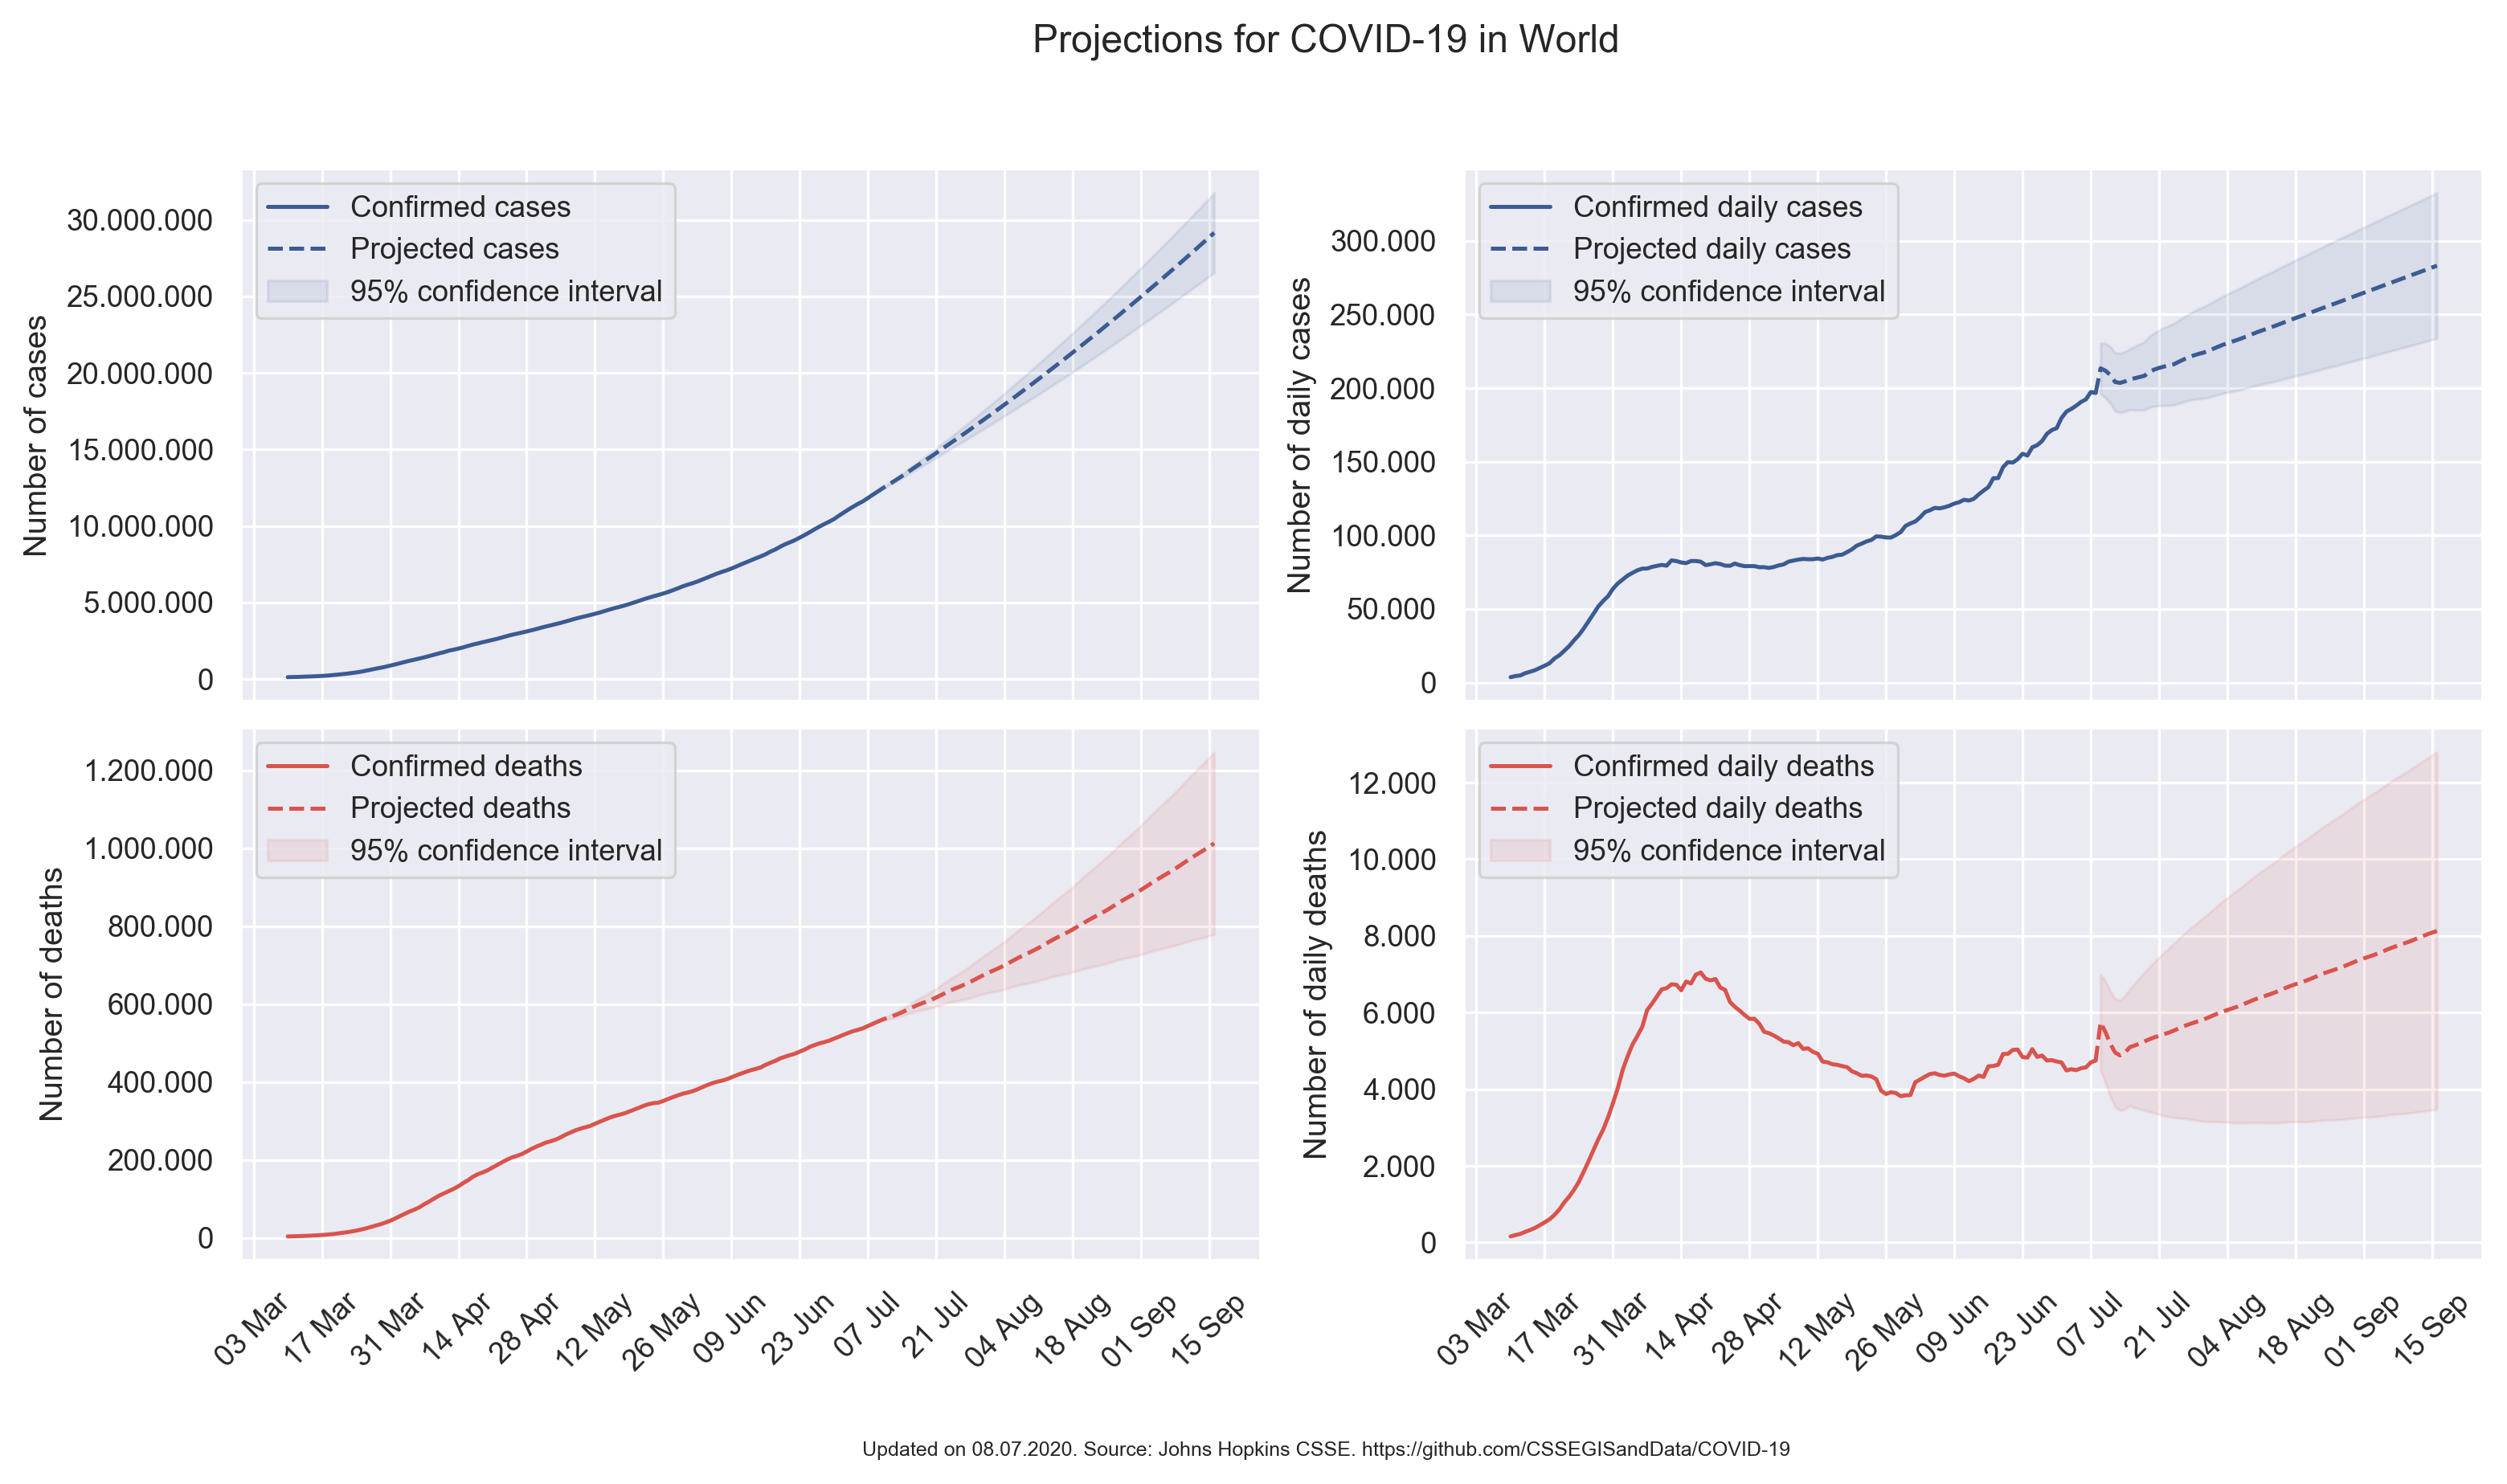 Projections for COVID-19 in World
Number of cases
30.000.000
25.000.000
20.000.000
15.000.000
10.000.000
5.000.000
0
Confirmed cases
Projected cases
95% confidence interval
Number of daily cases
300.000
250.000
200.000
150.000
100.000
50.000
0
Confirmed daily cases
Projected daily cases
95% confidence interval
Number of deaths
1.200.000
1.000.000
800.000
600.000
400.000
200.000
0
Confirmed deaths
Projected deaths
95% confidence interval
03 Mar
17 Mar
31 Mar
14 Apr
28 Apr
12 May
26 May
09 Jun
23 Jun
07 Jul
21 Jul
04 Aug
18 Aug
01 Sep
15 Sep
Number of daily deaths
12.000
10.000
8.000
6.000
4.000
2.000
0
Confirmed daily deaths
Projected daily deaths
95% confidence interval
03 Mar
17 Mar
31 Mar
14 Apr
28 Apr
12 May
26 May
09 Jun
23 Jun
07 Jul
21 Jul
04 Aug
18 Aug
01 Sep
15 Sep
Updated on 08.07.2020. Source: Johns Hopkins CSSE. https://github.com/CSSEGISandData/COVID-19